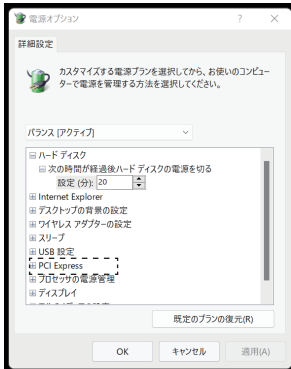 電源オプション
詳細設定
カスタマイズする電源プランを選択してから、お使いのコンピュー
ターで電源を管理する方法を選択してください。
バランス [アクティブ]
ハード ディスク
次の時間が経過後ハード ディスクの電源を切る
設定 (分): 20
Internet Explorer
デスクトップの背景の設定
ワイヤレス アダプターの設定
スリープ
USB 設定
PCI Express
プロセッサの電源管理
ディスプレイ
既定のプランの復元(R)
OK
キャンセル
適用(A)